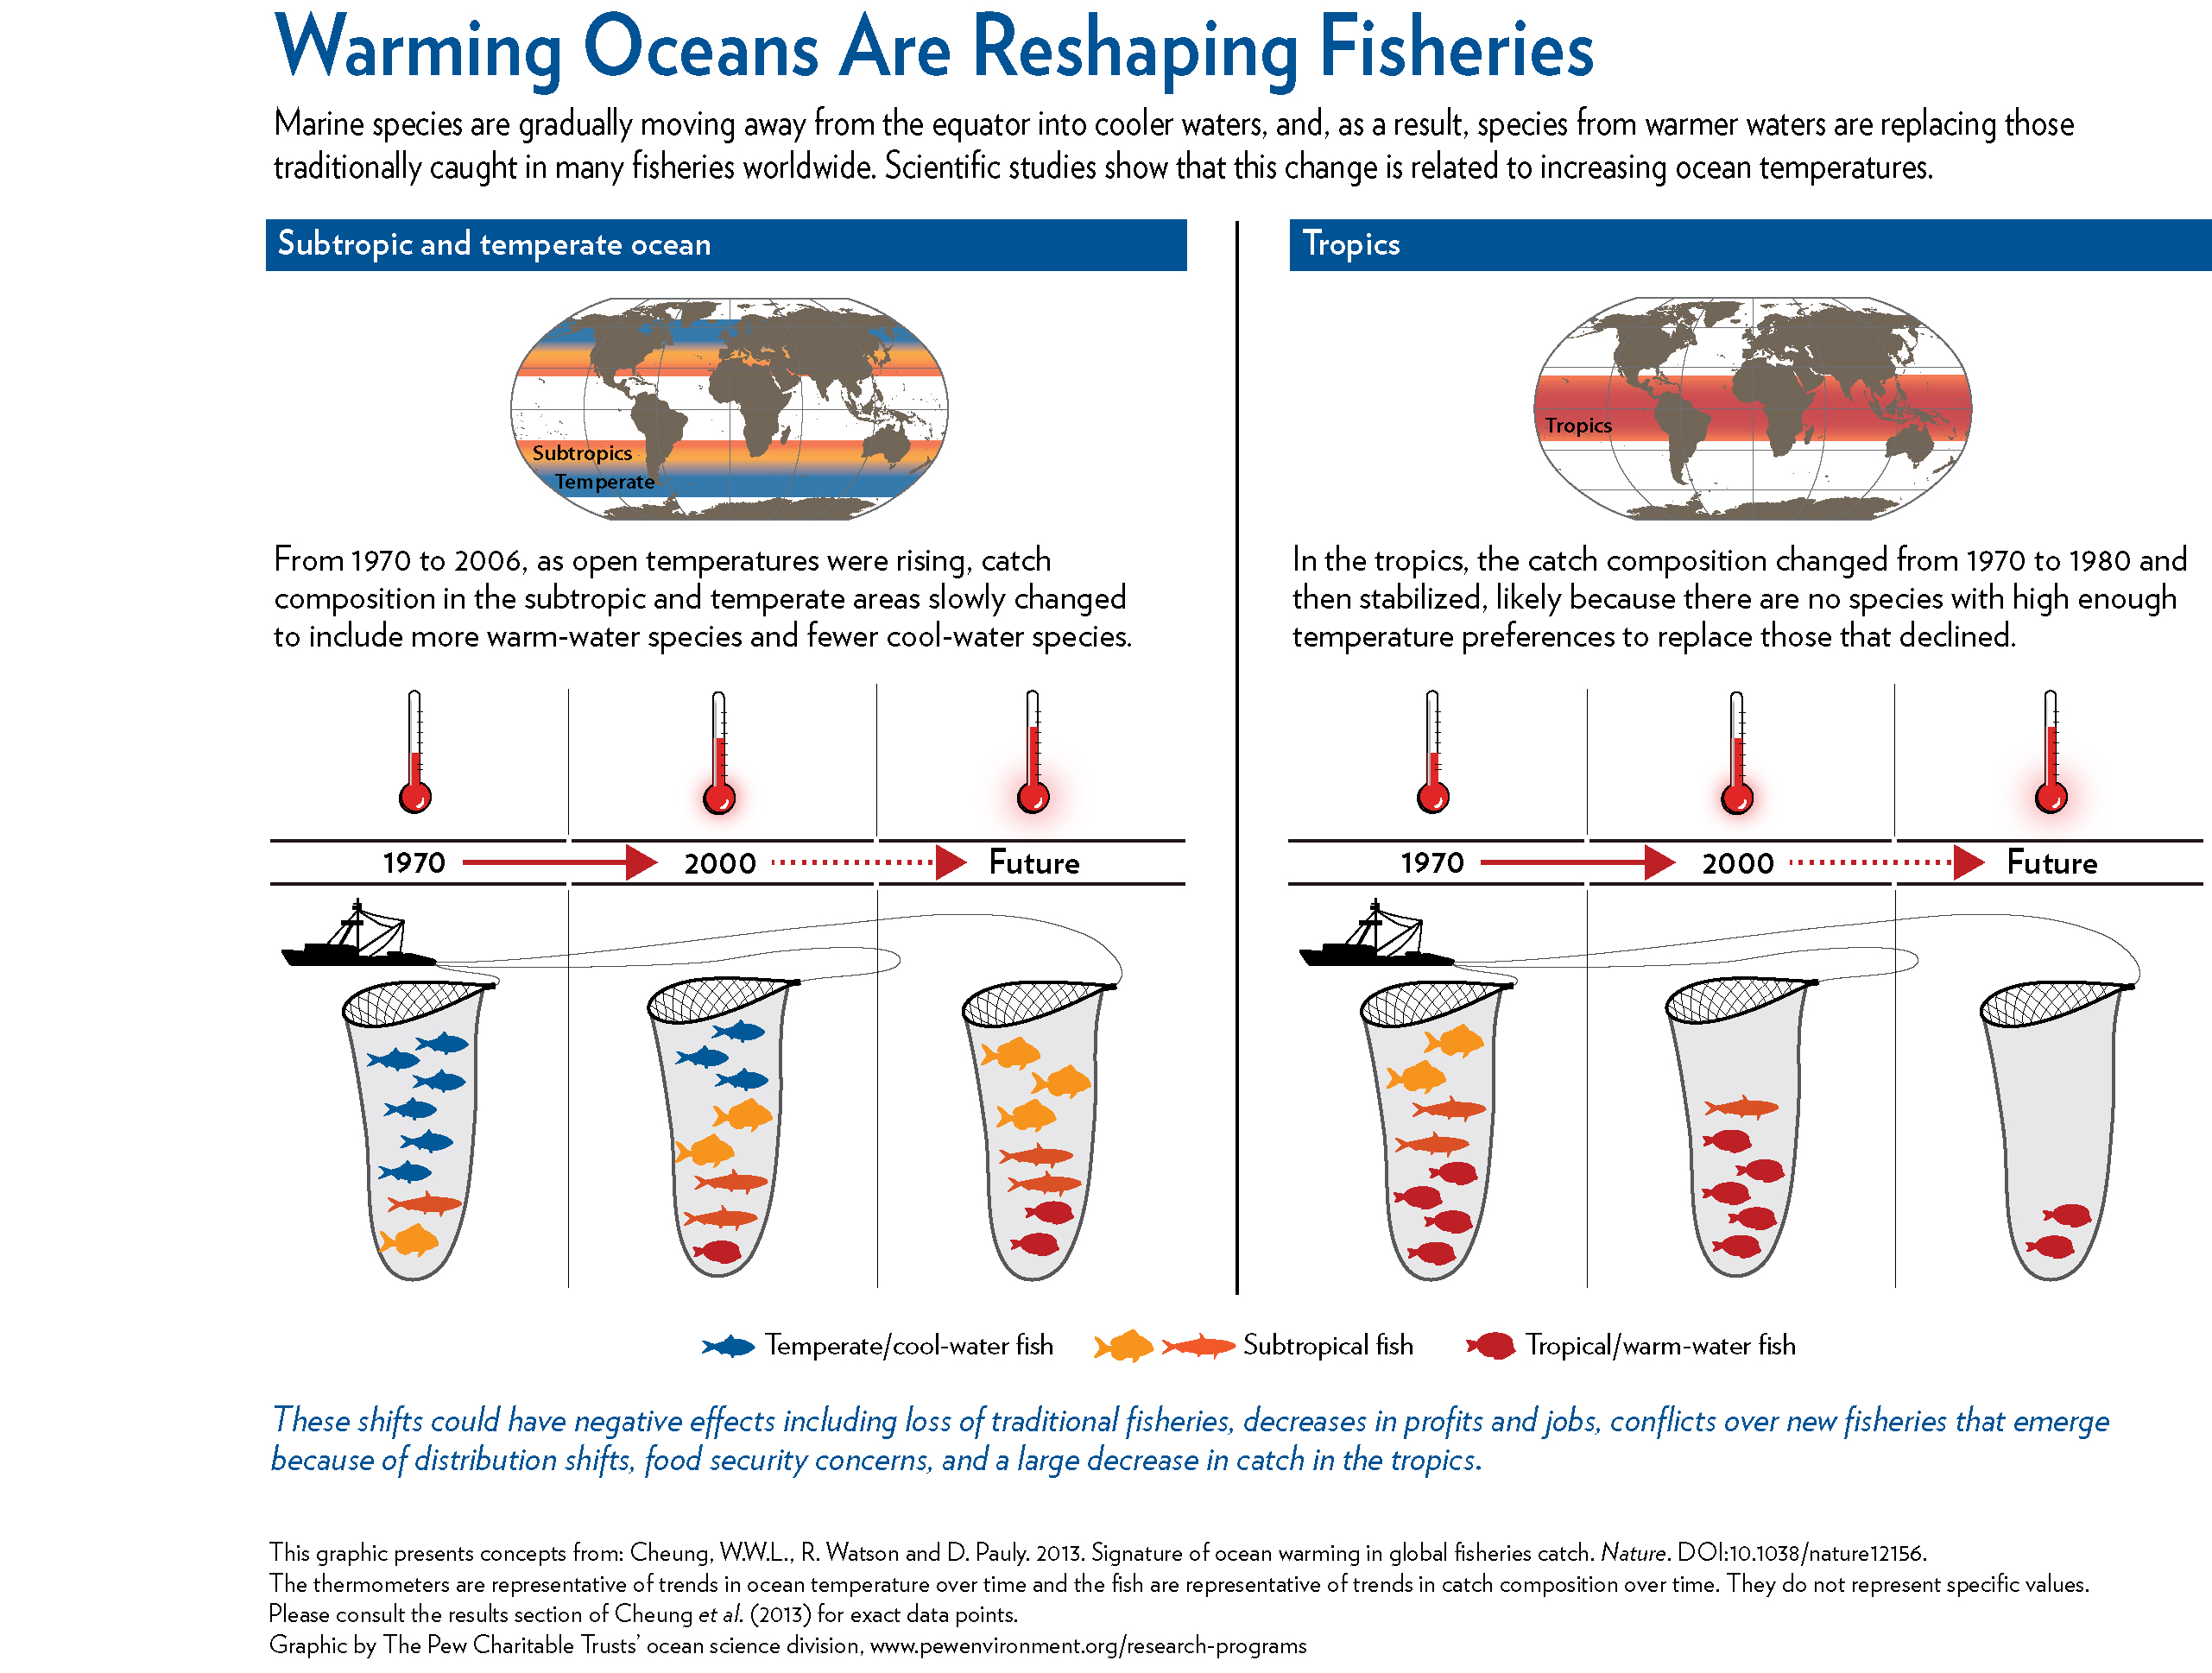 Warming Oceans Are Reshaping Fisheries
Marine species are gradually moving away from the equator into cooler waters, and, as a result, species from warmer waters are replacing those
traditionally caught in many fisheries worldwide. Scientific studies show that this change is related to increasing ocean temperatures.
Subtropic and temperate ocean
Subtropics
Temperate
From 1970 to 2006, as open temperatures were rising, catch
composition in the subtropic and temperate areas slowly changed
to include more warm-water species and fewer cool-water species.
1970
2000
Future
Tropics
Tropics
In the tropics, the catch composition changed from 1970 to 1980 and
then stabilized, likely because there are no species with high enough
temperature preferences to replace those that declined.
1970
2000
Future
Temperate/cool-water fish
Subtropical fish
Tropical/warm-water fish
These shifts could have negative effects including loss of traditional fisheries, decreases in profits and jobs, conflicts over new fisheries that emerge
because of distribution shifts, food security concerns, and a large decrease in catch in the tropics.
This graphic presents concepts from: Cheung, W.W.L., R. Watson and D. Pauly. 2013. Signature of ocean warming in global fisheries catch. Nature. DOI:10.1038/nature12156.
The thermometers are representative of trends in ocean temperature over time and the fish are representative of trends in catch composition over time. They do not represent specific values.
Please consult the results section of Cheung et al. (2013) for exact data points.
Graphic by The Pew Charitable Trusts' ocean science division, www.pewenvironment.org/research-programs